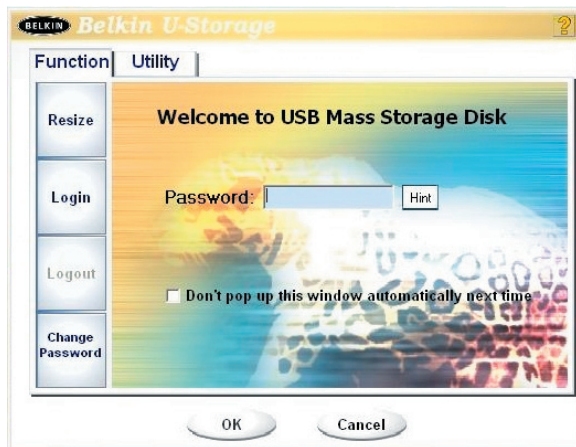 BELKIN Belkin U-Storage ?
Function Utility
Resize
Login
Logout
Change
Password
Welcome to USB Mass Storage Disk
Password: Hint
Don't pop up this window automatically next time
OK Cancel